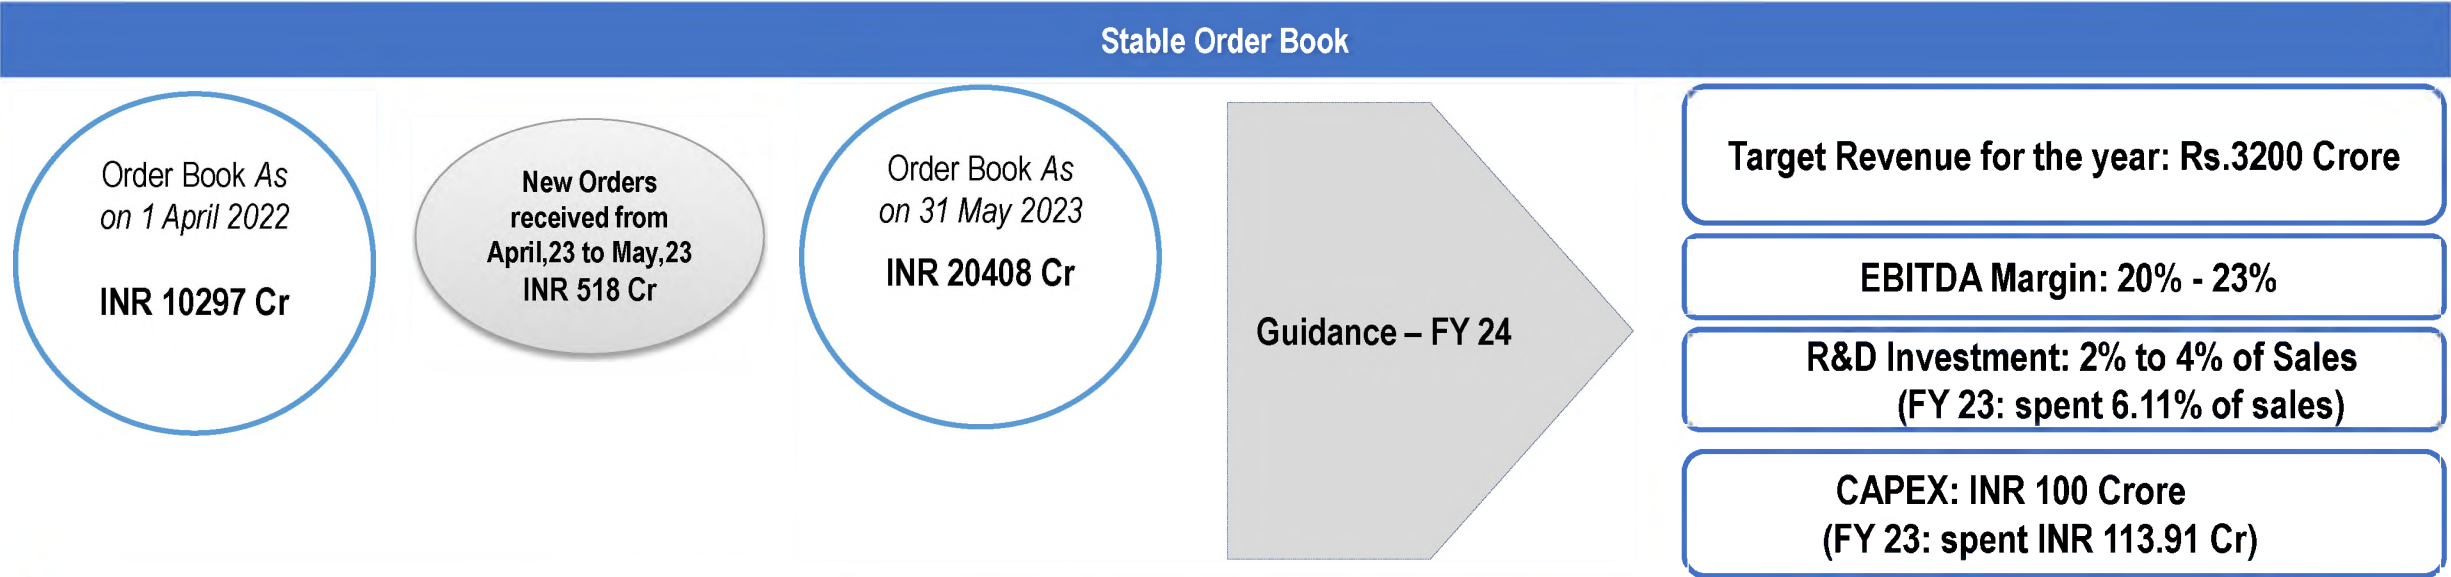 Stable Order Book
Order Book As
on 1 April 2022
INR 10297 Cr
New Orders
received from
April,23 to May,23
INR 518 Cr
Order Book As
on 31 May 2023
INR 20408 Cr
Guidance – FY 24
Target Revenue for the year: Rs.3200 Crore
EBITDA Margin: 20% - 23%
R&D Investment: 2% to 4% of Sales
(FY 23: spent 6.11% of sales)
CAPEX: INR 100 Crore
(FY 23: spent INR 113.91 Cr)